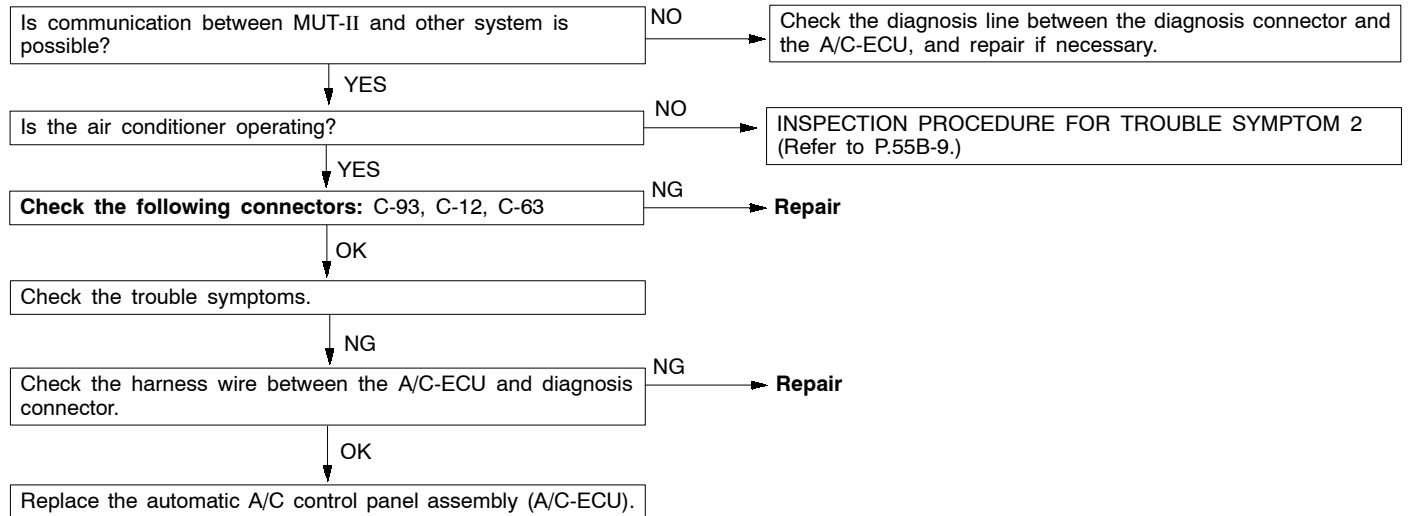 Is communication between MUT-II and other system is
possible?
NO
Check the diagnosis line between the diagnosis connector and
the A/C-ECU, and repair if necessary.
YES
Is the air conditioner operating?
NO
INSPECTION PROCEDURE FOR TROUBLE SYMPTOM 2
(Refer to P.55B-9.)
YES
Check the following connectors: C-93, C-12, C-63
NG
Repair
OK
Check the trouble symptoms.
NG
Check the harness wire between the A/C-ECU and diagnosis
connector.
NG
Repair
OK
Replace the automatic A/C control panel assembly (A/C-ECU).